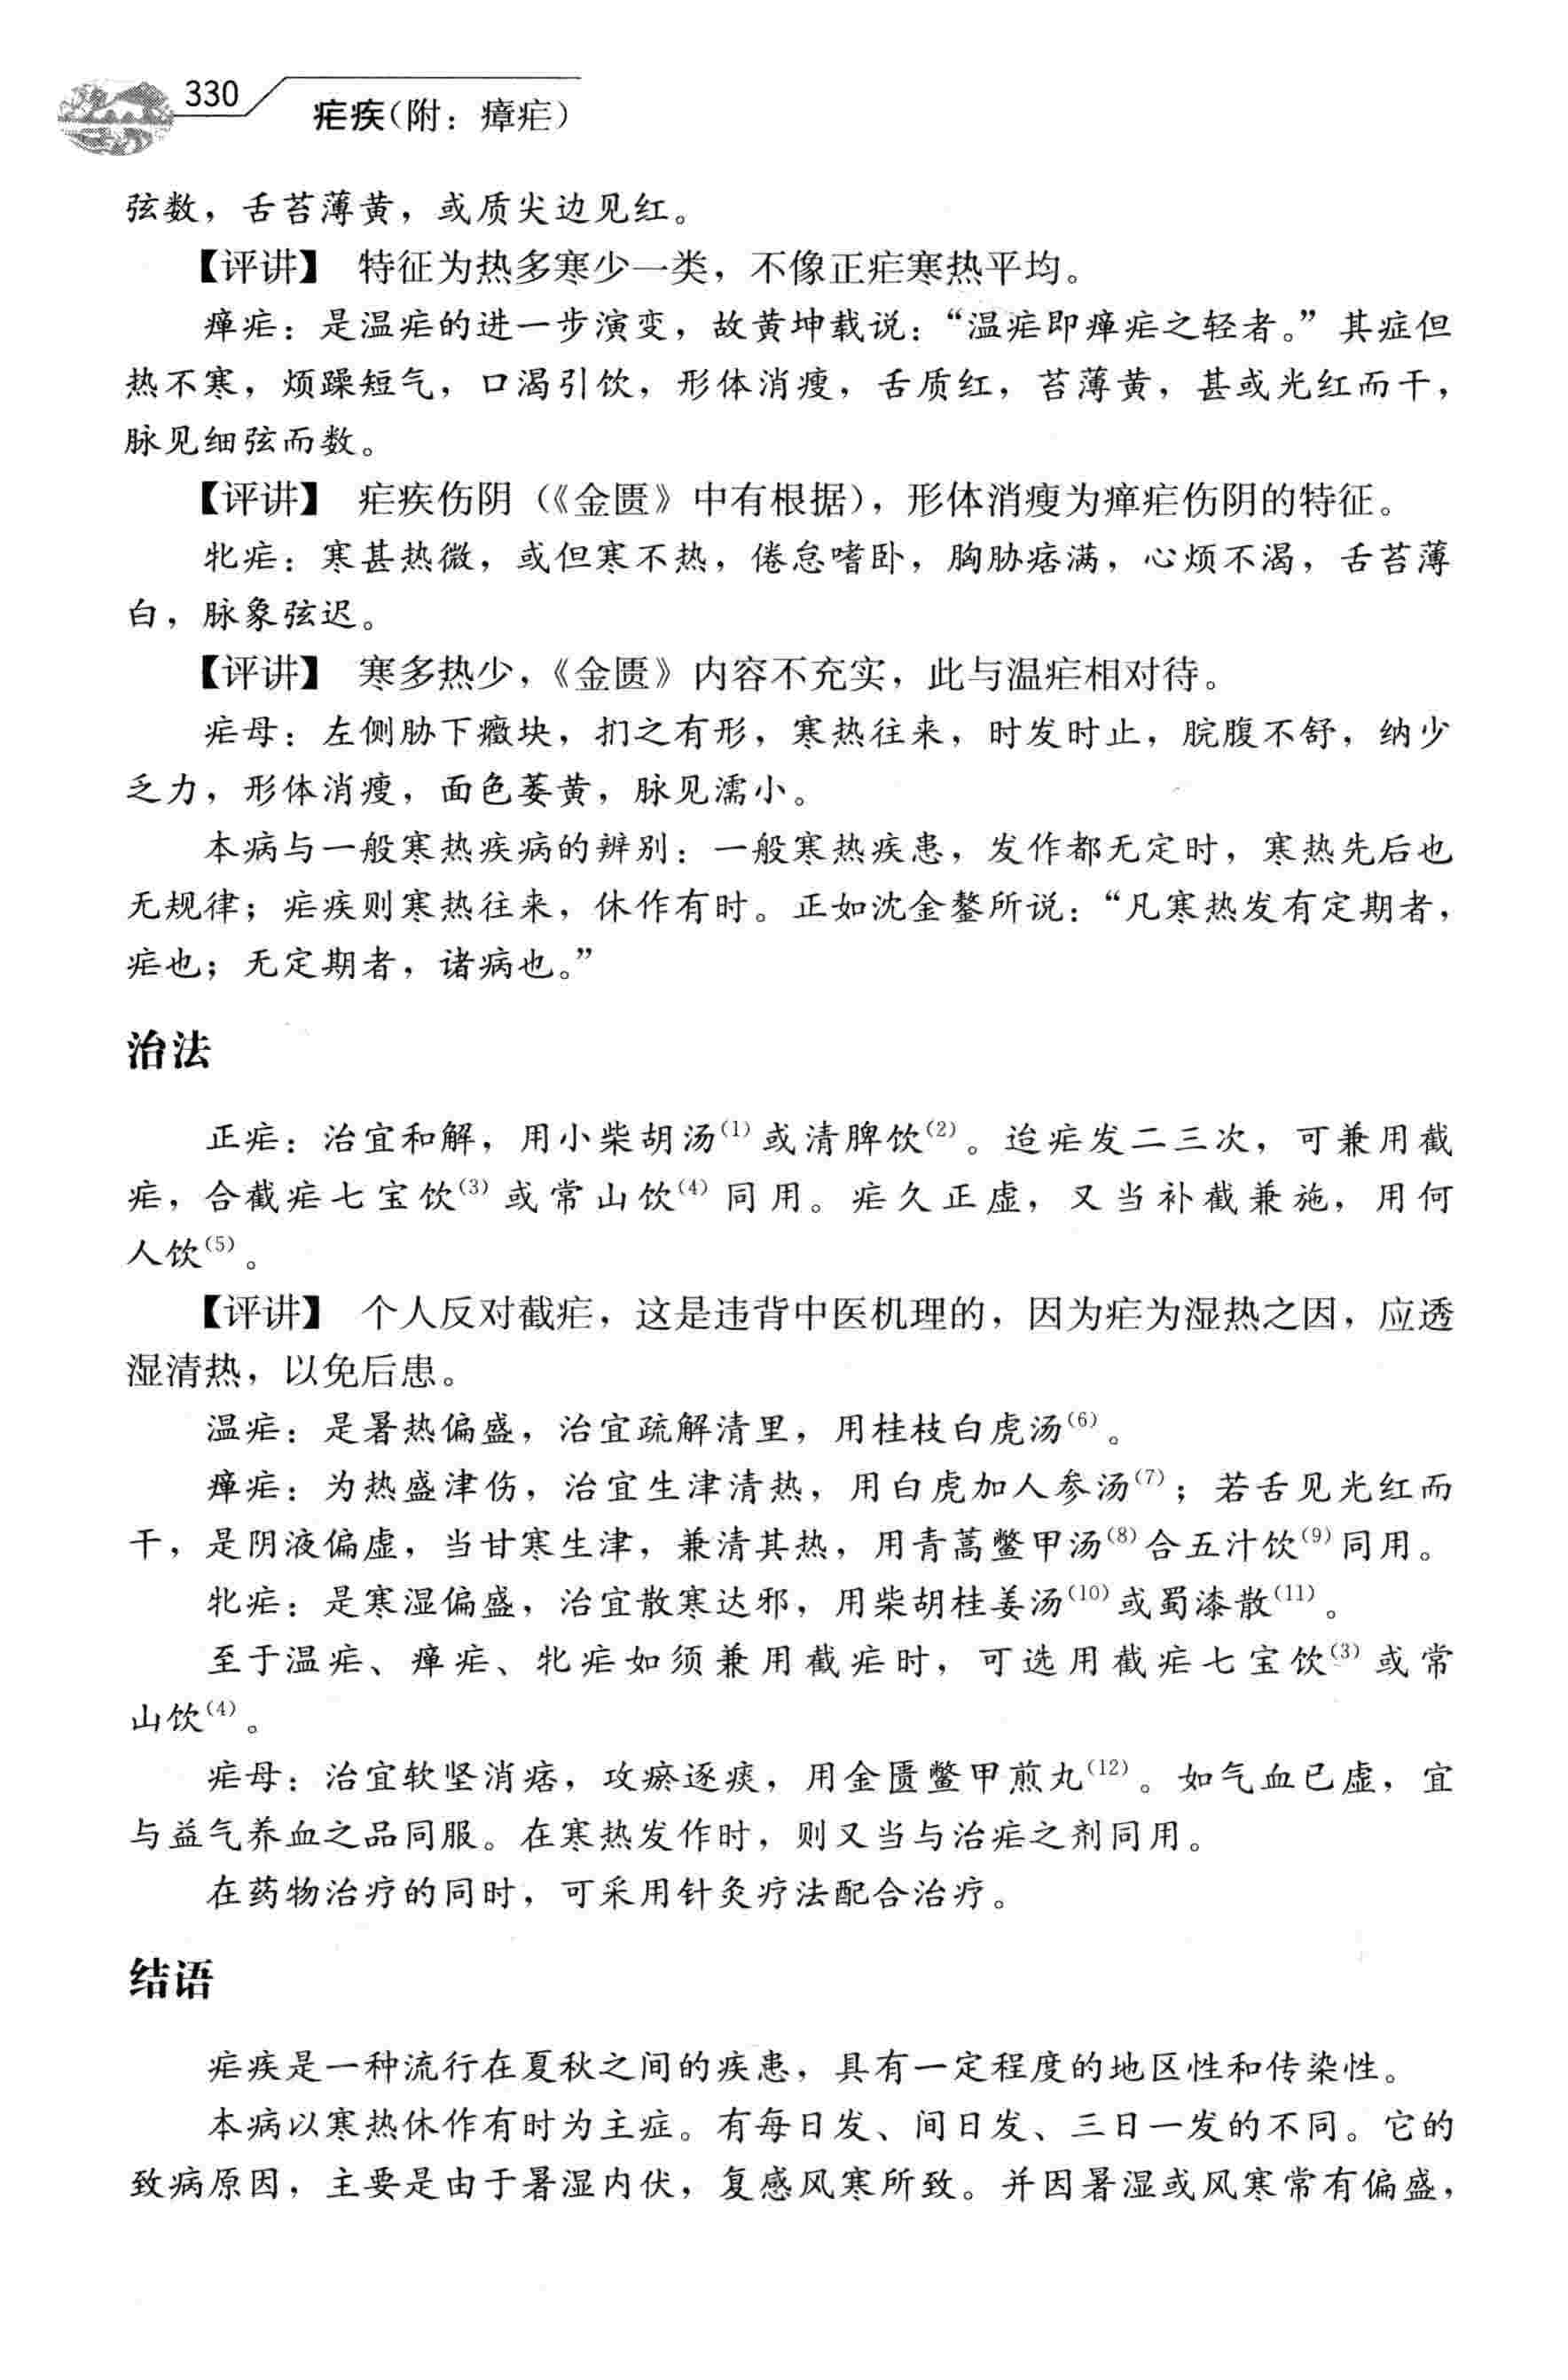 330
疟疾(附：瘴疟)
弦数，舌苔薄黄，或质尖边见红。
【评讲】 特征为热多寒少一类，不像正疟寒热平均。
瘅疟：是温疟的进一步演变，故黄坤载说：“温疟即瘅疟之轻者。”其症但
热不寒，烦躁短气，口渴引饮，形体消瘦，舌质红，苔薄黄，甚或光红而干，
脉见细弦而数。
【评讲】 疟疾伤阴（《金匮》中有根据），形体消瘦为瘅疟伤阴的特征。
牝疟：寒甚热微，或但寒不热，倦怠嗜卧，胸胁痞满，心烦不渴，舌苔薄
白，脉象弦迟。
【评讲】 寒多热少，《金匮》内容不充实，此与温疟相对待。
疟母：左侧胁下癥块，扪之有形，寒热往来，时发时止，脘腹不舒，纳少
乏力，形体消瘦，面色萎黄，脉见濡小。
本病与一般寒热疾病的辨别：一般寒热疾患，发作都无定时，寒热先后也
无规律；疟疾则寒热往来，休作有时。正如沈金鳌所说：“凡寒热发有定期者，
疟也；无定期者，诸病也。”
治法
正疟：治宜和解，用小柴胡汤(1)或清脾饮(2)。迨疟发二三次，可兼用截
疟，合截疟七宝饮(3)或常山饮(4)同用。疟久正虚，又当补截兼施，用何
人饮(5)。
【评讲】 个人反对截疟，这是违背中医机理的，因为疟为湿热之因，应透
湿清热，以免后患。
温疟：是暑热偏盛，治宜疏解清里，用桂枝白虎汤(6)。
瘅疟：为热盛津伤，治宜生津清热，用白虎加人参汤(7)；若舌见光红而
干，是阴液偏虚，当甘寒生津，兼清其热，用青蒿鳖甲汤(8)合五汁饮(9)同用。
牝疟：是寒湿偏盛，治宜散寒达邪，用柴胡桂姜汤(10)或蜀漆散(11)。
至于温疟、瘅疟、牝疟如须兼用截疟时，可选用截疟七宝饮(3)或常
山饮(4)。
疟母：治宜软坚消痞，攻瘀逐痰，用金匮鳖甲煎丸(12)。如气血已虚，宜
与益气养血之品同服。在寒热发作时，则又当与治疟之剂同用。
在药物治疗的同时，可采用针灸疗法配合治疗。
结语
疟疾是一种流行在夏秋之间的疾患，具有一定程度的地区性和传染性。
本病以寒热休作有时为主症。有每日发、间日发、三日一发的不同。它的
致病原因，主要是由于暑湿内伏，复感风寒所致。并因暑湿或风寒常有偏盛，